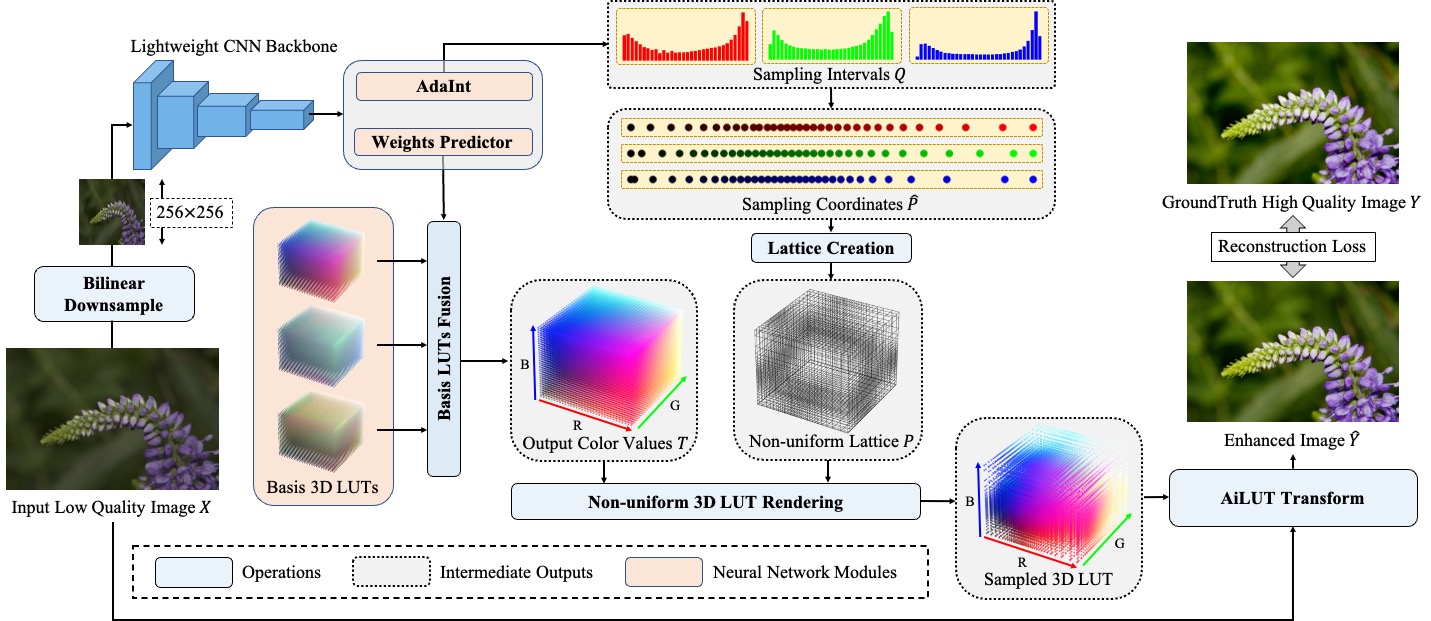 Lightweight CNN Backbone
AdaInt
Weights Predictor
Sampling Intervals Q
Sampling Coordinates P̂
Lattice Creation
256×256
Bilinear
Downsample
Input Low Quality Image X
Basis 3D LUTs
Basis LUTs Fusion
B
R
G
Output Color Values T
Non-uniform Lattice P
Non-uniform 3D LUT Rendering
B
R
G
Sampled 3D LUT
GroundTruth High Quality Image Y
Reconstruction Loss
Enhanced Image Ŷ
AiLUT Transform
Operations
Intermediate Outputs
Neural Network Modules